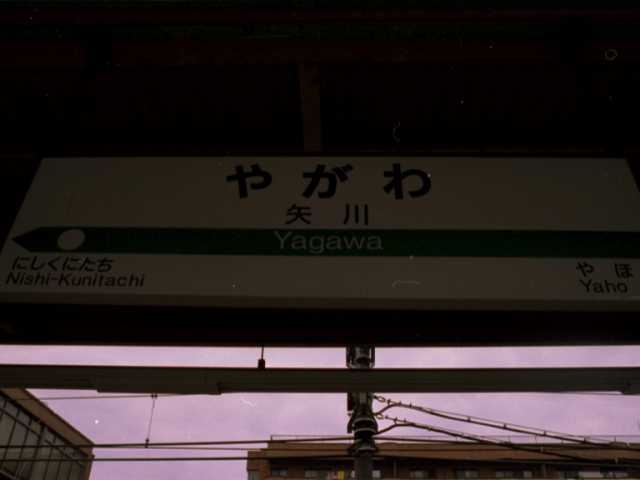 やがわ
矢川
Yagawa
にしくにたち
Nishi-Kunitachi
やほ
Yaho